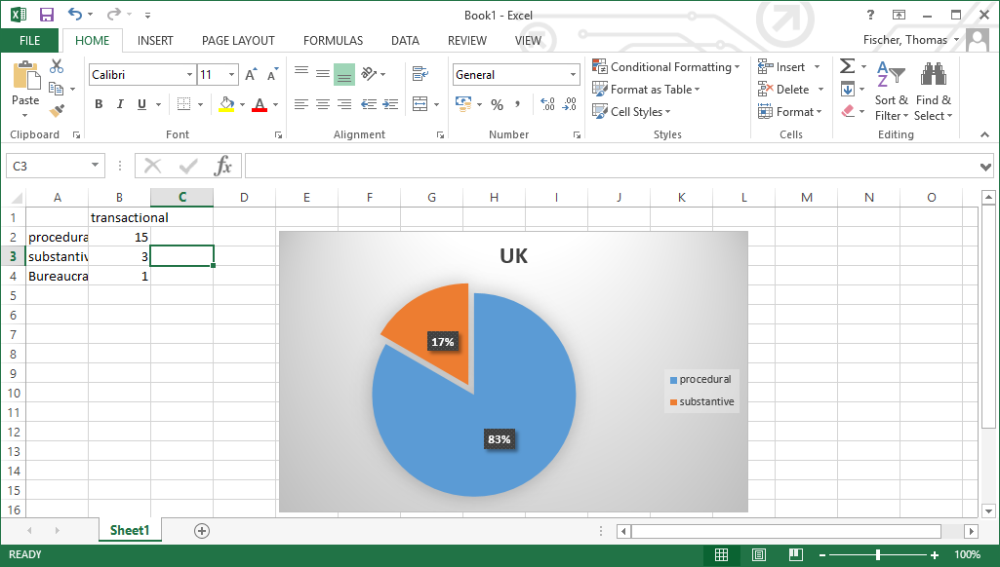 Book1 - Excel
?
FILE HOME INSERT PAGE LAYOUT FORMULAS DATA REVIEW VIEW Fischer, Thomas
Paste
Clipboard
Calibri 11
A A
B I U A
Font
Alignment
General
% , .0 .00
Number
Conditional Formatting
Format as Table
Cell Styles
Styles
Insert
Delete
Format
Cells
Σ
A Z
Sort & Filter
Find & Select
Editing
C3 fx
A B C D E F G H I J K L M N O
1 transactional
2 procedura 15
3 substantiv 3
4 Bureaucra 1
5
6
7
8
9
10
11
12
13
14
15
16
UK
17%
83%
procedural
substantive
Sheet1
READY 100%